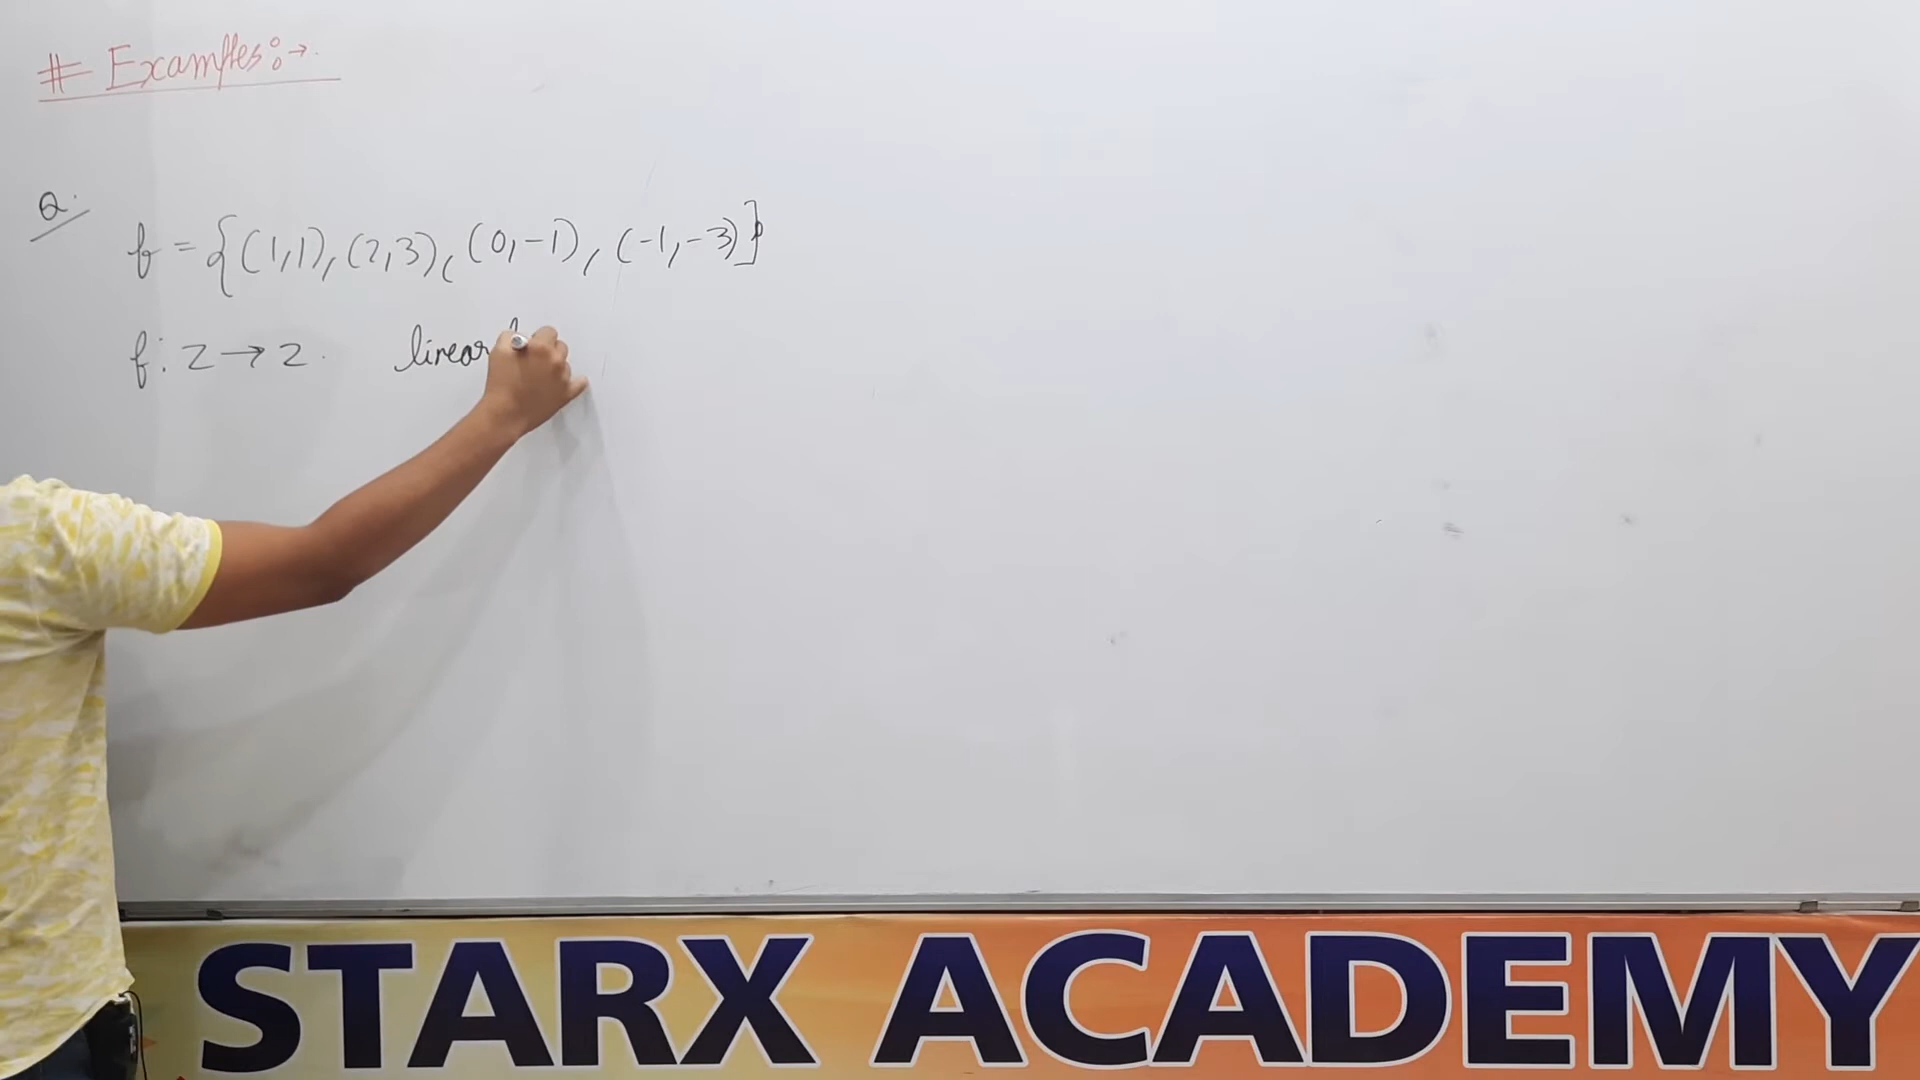 # Examples:→.
Q.
f = {(1,1), (2,3), (0,-1), (-1,-3)}
f: Z → Z. linear
STARX ACADEMY